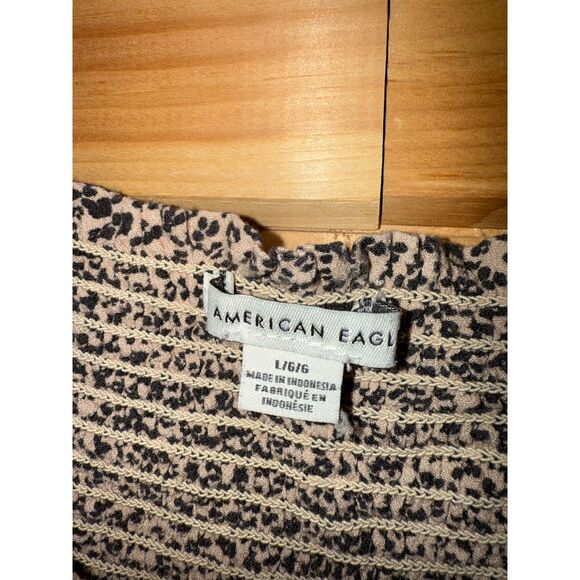 AMERICAN EAGL
L/G/G
MADE IN INDONESIA
FABRIQUÉ EN
INDONÉSIE